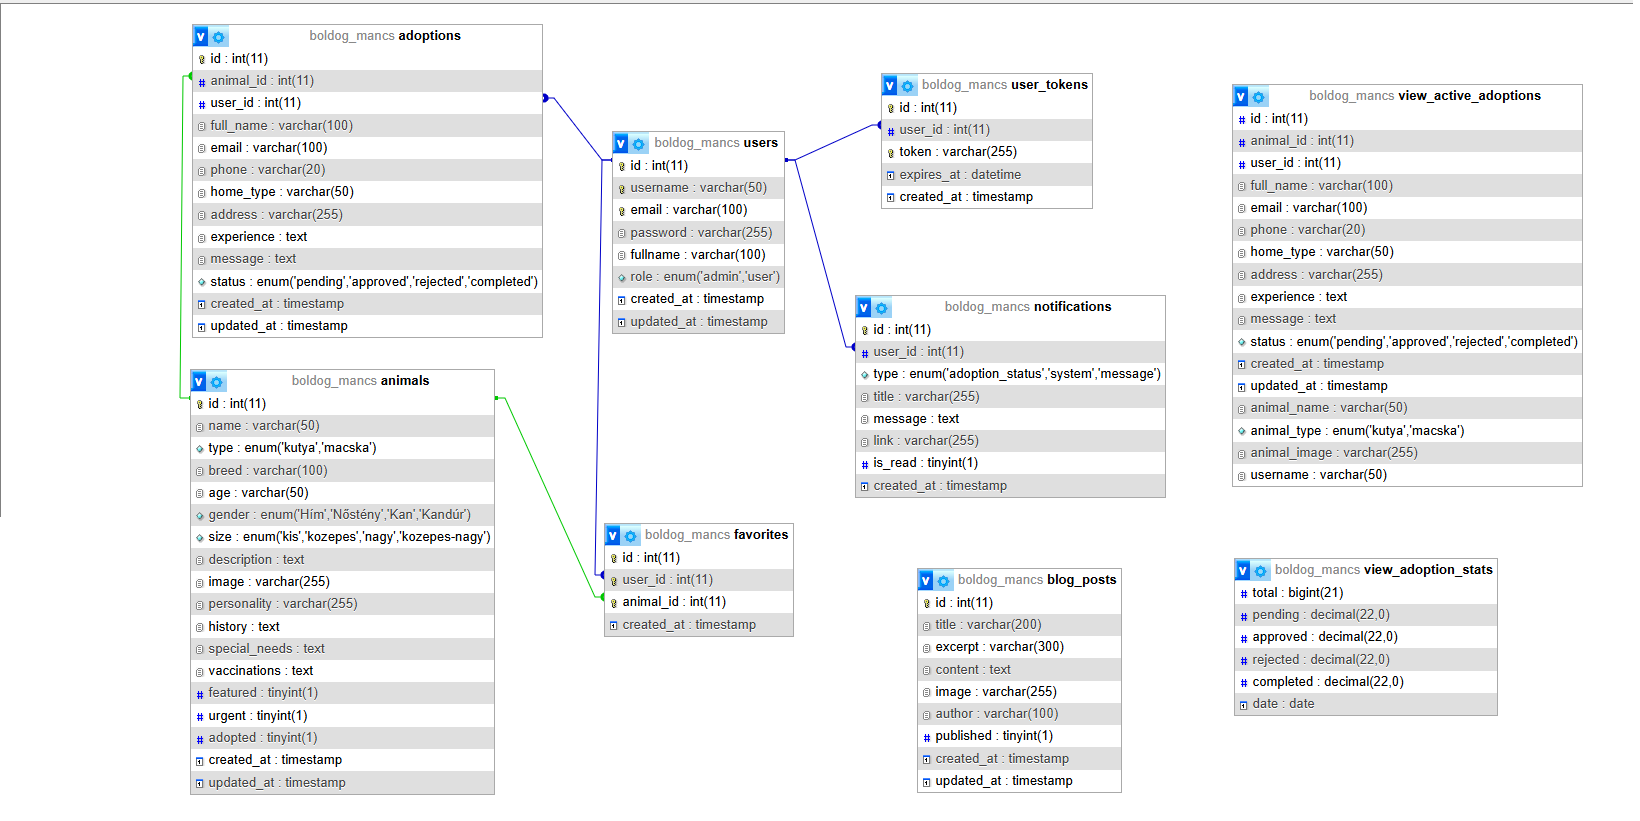 boldog_mancs adoptions
id : int(11)
animal_id : int(11)
user_id : int(11)
full_name : varchar(100)
email : varchar(100)
phone : varchar(20)
home_type : varchar(50)
address : varchar(255)
experience : text
message : text
status : enum('pending','approved','rejected','completed')
created_at : timestamp
updated_at : timestamp
boldog_mancs animals
id : int(11)
name : varchar(50)
type : enum('kutya','macska')
breed : varchar(100)
age : varchar(50)
gender : enum('Hím','Nőstény','Kan','Kandúr')
size : enum('kis','kozepes','nagy','kozepes-nagy')
description : text
image : varchar(255)
personality : varchar(255)
history : text
special_needs : text
vaccinations : text
featured : tinyint(1)
urgent : tinyint(1)
adopted : tinyint(1)
created_at : timestamp
updated_at : timestamp
boldog_mancs users
id : int(11)
username : varchar(50)
email : varchar(100)
password : varchar(255)
fullname : varchar(100)
role : enum('admin','user')
created_at : timestamp
updated_at : timestamp
boldog_mancs favorites
id : int(11)
user_id : int(11)
animal_id : int(11)
created_at : timestamp
boldog_mancs user_tokens
id : int(11)
user_id : int(11)
token : varchar(255)
expires_at : datetime
created_at : timestamp
boldog_mancs notifications
id : int(11)
user_id : int(11)
type : enum('adoption_status','system','message')
title : varchar(255)
message : text
link : varchar(255)
is_read : tinyint(1)
created_at : timestamp
boldog_mancs blog_posts
id : int(11)
title : varchar(200)
excerpt : varchar(300)
content : text
image : varchar(255)
author : varchar(100)
published : tinyint(1)
created_at : timestamp
updated_at : timestamp
boldog_mancs view_active_adoptions
id : int(11)
animal_id : int(11)
user_id : int(11)
full_name : varchar(100)
email : varchar(100)
phone : varchar(20)
home_type : varchar(50)
address : varchar(255)
experience : text
message : text
status : enum('pending','approved','rejected','completed')
created_at : timestamp
updated_at : timestamp
animal_name : varchar(50)
animal_type : enum('kutya','macska')
animal_image : varchar(255)
username : varchar(50)
boldog_mancs view_adoption_stats
total : bigint(21)
pending : decimal(22,0)
approved : decimal(22,0)
rejected : decimal(22,0)
completed : decimal(22,0)
date : date